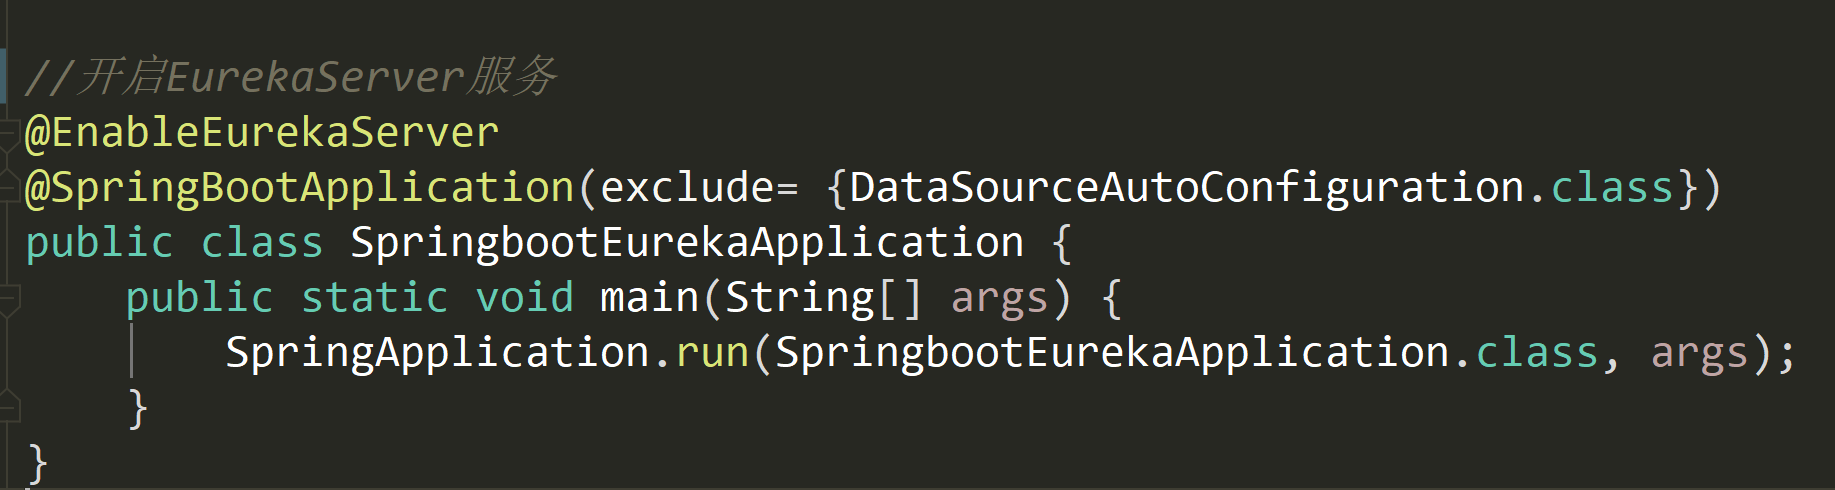 //开启EurekaServer服务
@EnableEurekaServer
@SpringBootApplication(exclude= {DataSourceAutoConfiguration.class})
public class SpringbootEurekaApplication {
    public static void main(String[] args) {
        SpringApplication.run(SpringbootEurekaApplication.class, args);
    }
}